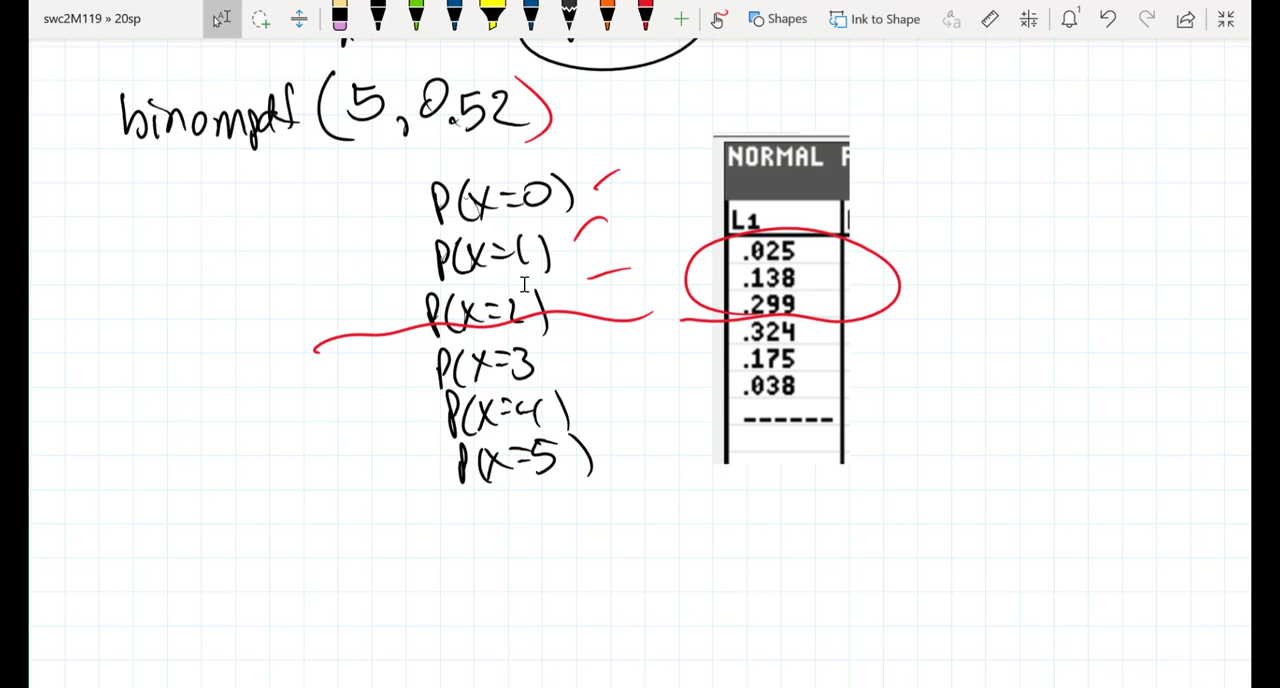 swc2M119 » 20sp
Shapes
Ink to Shape
binompdf (5, 0.52)
P(x=0)
P(x=1)
P(x=2)
P(x=3
P(x=4)
P(x=5)
NORMAL
L1
.025
.138
.299
.324
.175
.038
------